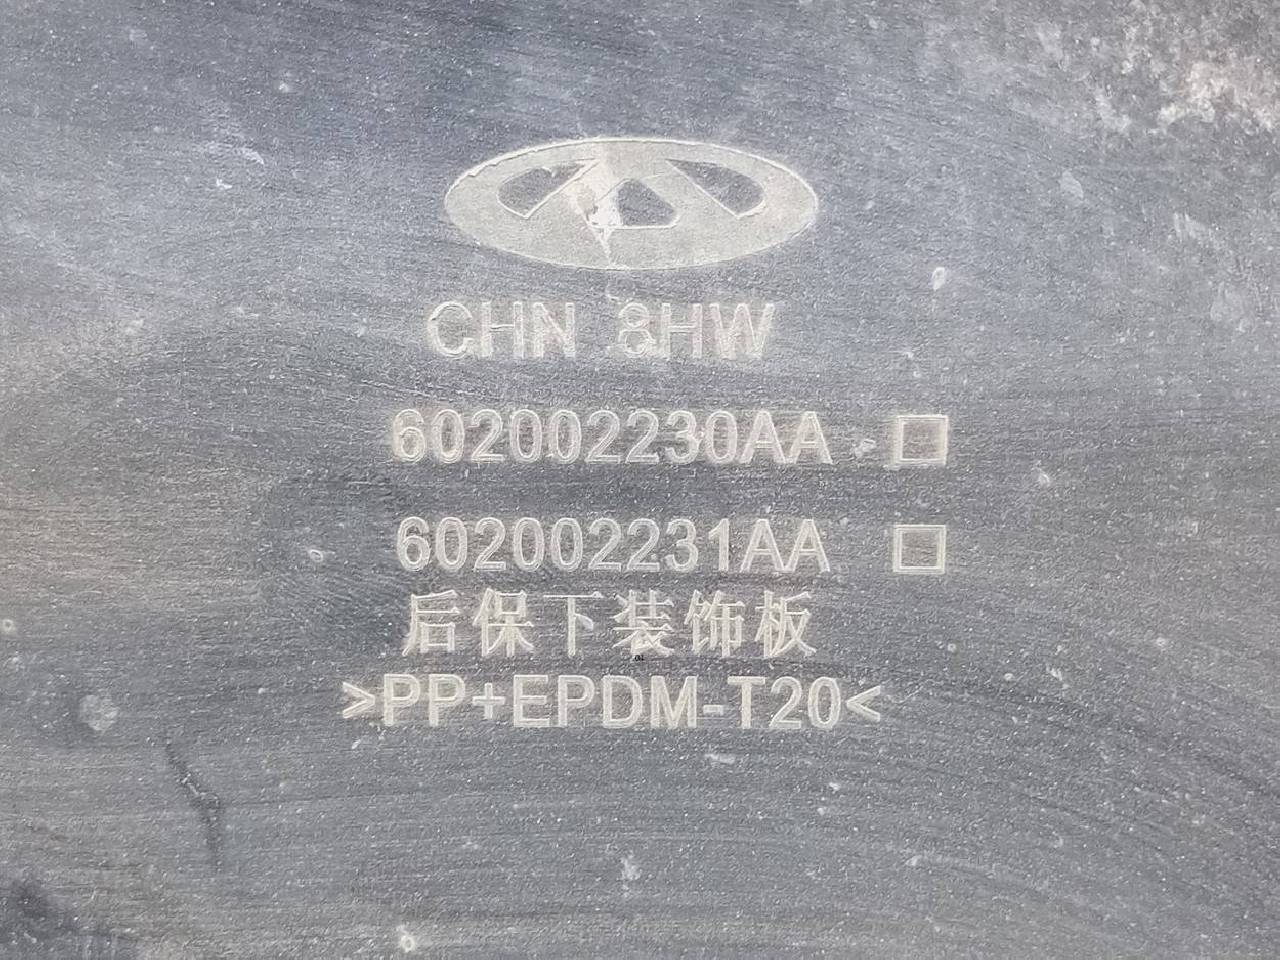 CHN 8HW
602002230AA □
602002231AA □
后保下装饰板
>PP+EPDM-T20<